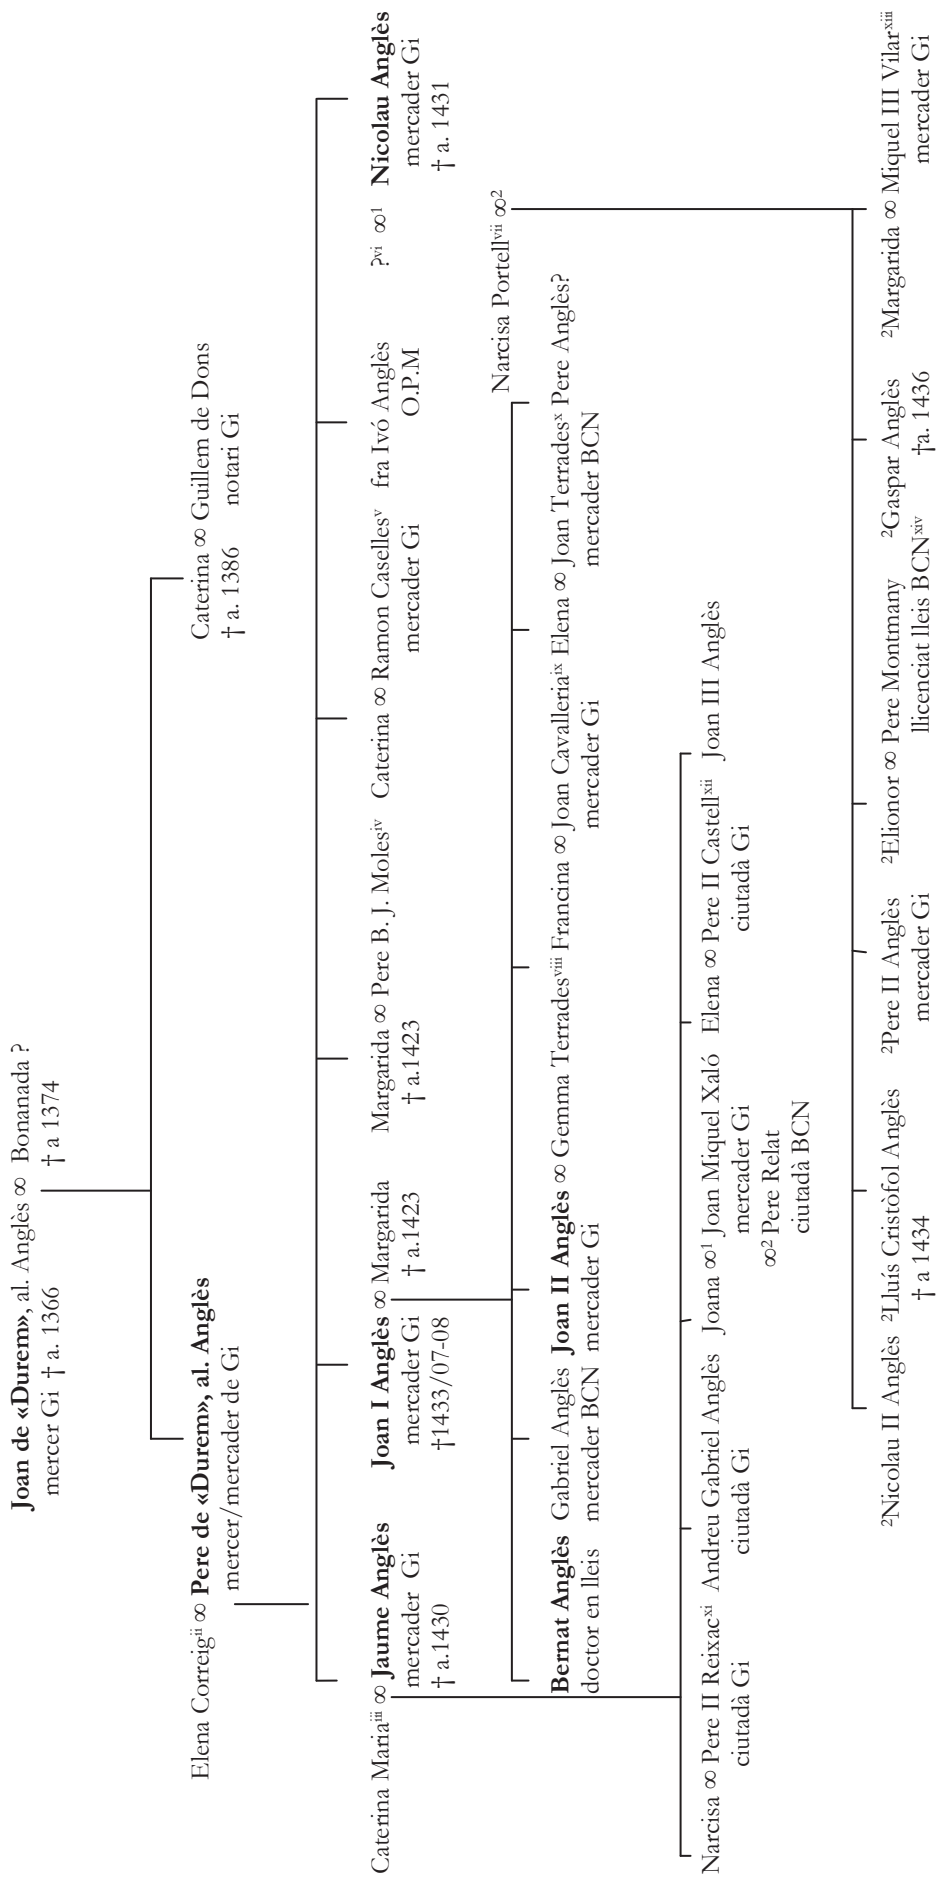 Joan de «Durem», al. Anglès ∞ Bonanada ?
mercer Gi † a. 1366 † a 1374
Elena Correigⁱⁱ ∞ Pere de «Durem», al. Anglès
mercer/mercader de Gi
Caterina ∞ Guillem de Dons
† a. 1386 notari Gi
Caterina Mariaⁱⁱⁱ ∞ Jaume Anglès
mercader Gi
† a.1430
Joan I Anglès ∞ Margarida
mercader Gi † a.1423
†1433/07-08
Margarida ∞ Pere B. J. Molesⁱᵛ
† a.1423
Caterina ∞ Ramon Casellesᵛ
mercader Gi
fra Ivó Anglès
O.P.M
?ᵛⁱ ∞¹ Nicolau Anglès
mercader Gi
† a. 1431
Narcisa Portellᵛⁱⁱ ∞²
Bernat Anglès
doctor en lleis
Gabriel Anglès
mercader BCN
Joan II Anglès ∞ Gemma Terradesᵛⁱⁱⁱ
mercader Gi
Francina ∞ Joan Cavalleriaⁱˣ
mercader Gi
Elena ∞ Joan Terradesˣ
mercader BCN
Pere Anglès?
Narcisa ∞ Pere II Reixacˣⁱ
ciutadà Gi
Andreu Gabriel Anglès
ciutadà Gi
Joana ∞¹ Joan Miquel Xaló
mercader Gi
∞² Pere Relat
ciutadà BCN
Elena ∞ Pere II Castellˣⁱⁱ
ciutadà Gi
Joan III Anglès
²Nicolau II Anglès
²Lluís Cristòfol Anglès
† a 1434
²Pere II Anglès
mercader Gi
²Elionor ∞ Pere Montmany
llicenciat lleis BCNˣⁱᵛ
²Gaspar Anglès
†a. 1436
²Margarida ∞ Miquel III Vilarˣⁱⁱⁱ
mercader Gi